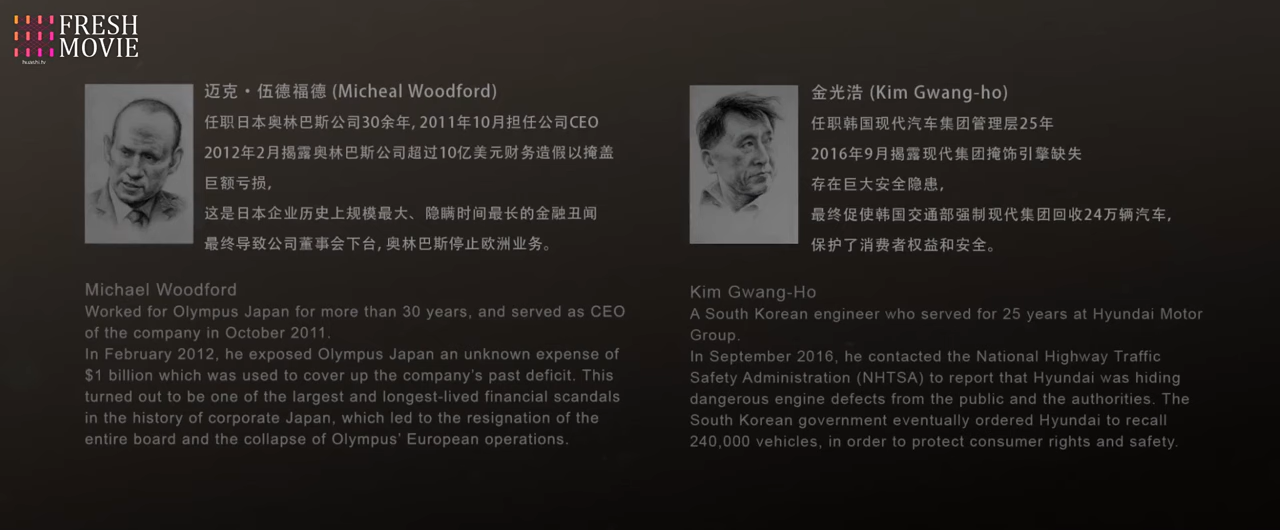 FRESH
MOVIE
huashi.tv
迈克·伍德福德 (Micheal Woodford)
任职日本奥林巴斯公司30余年, 2011年10月担任公司CEO
2012年2月揭露奥林巴斯公司超过10亿美元财务造假以掩盖
巨额亏损,
这是日本企业历史上规模最大、隐瞒时间最长的金融丑闻
最终导致公司董事会下台, 奥林巴斯停止欧洲业务。
Michael Woodford
Worked for Olympus Japan for more than 30 years, and served as CEO
of the company in October 2011.
In February 2012, he exposed Olympus Japan an unknown expense of
$1 billion which was used to cover up the company's past deficit. This
turned out to be one of the largest and longest-lived financial scandals
in the history of corporate Japan, which led to the resignation of the
entire board and the collapse of Olympus' European operations.
金光浩 (Kim Gwang-ho)
任职韩国现代汽车集团管理层25年
2016年9月揭露现代集团掩饰引擎缺失
存在巨大安全隐患,
最终促使韩国交通部强制现代集团回收24万辆汽车,
保护了消费者权益和安全。
Kim Gwang-Ho
A South Korean engineer who served for 25 years at Hyundai Motor
Group.
In September 2016, he contacted the National Highway Traffic
Safety Administration (NHTSA) to report that Hyundai was hiding
dangerous engine defects from the public and the authorities. The
South Korean government eventually ordered Hyundai to recall
240,000 vehicles, in order to protect consumer rights and safety.